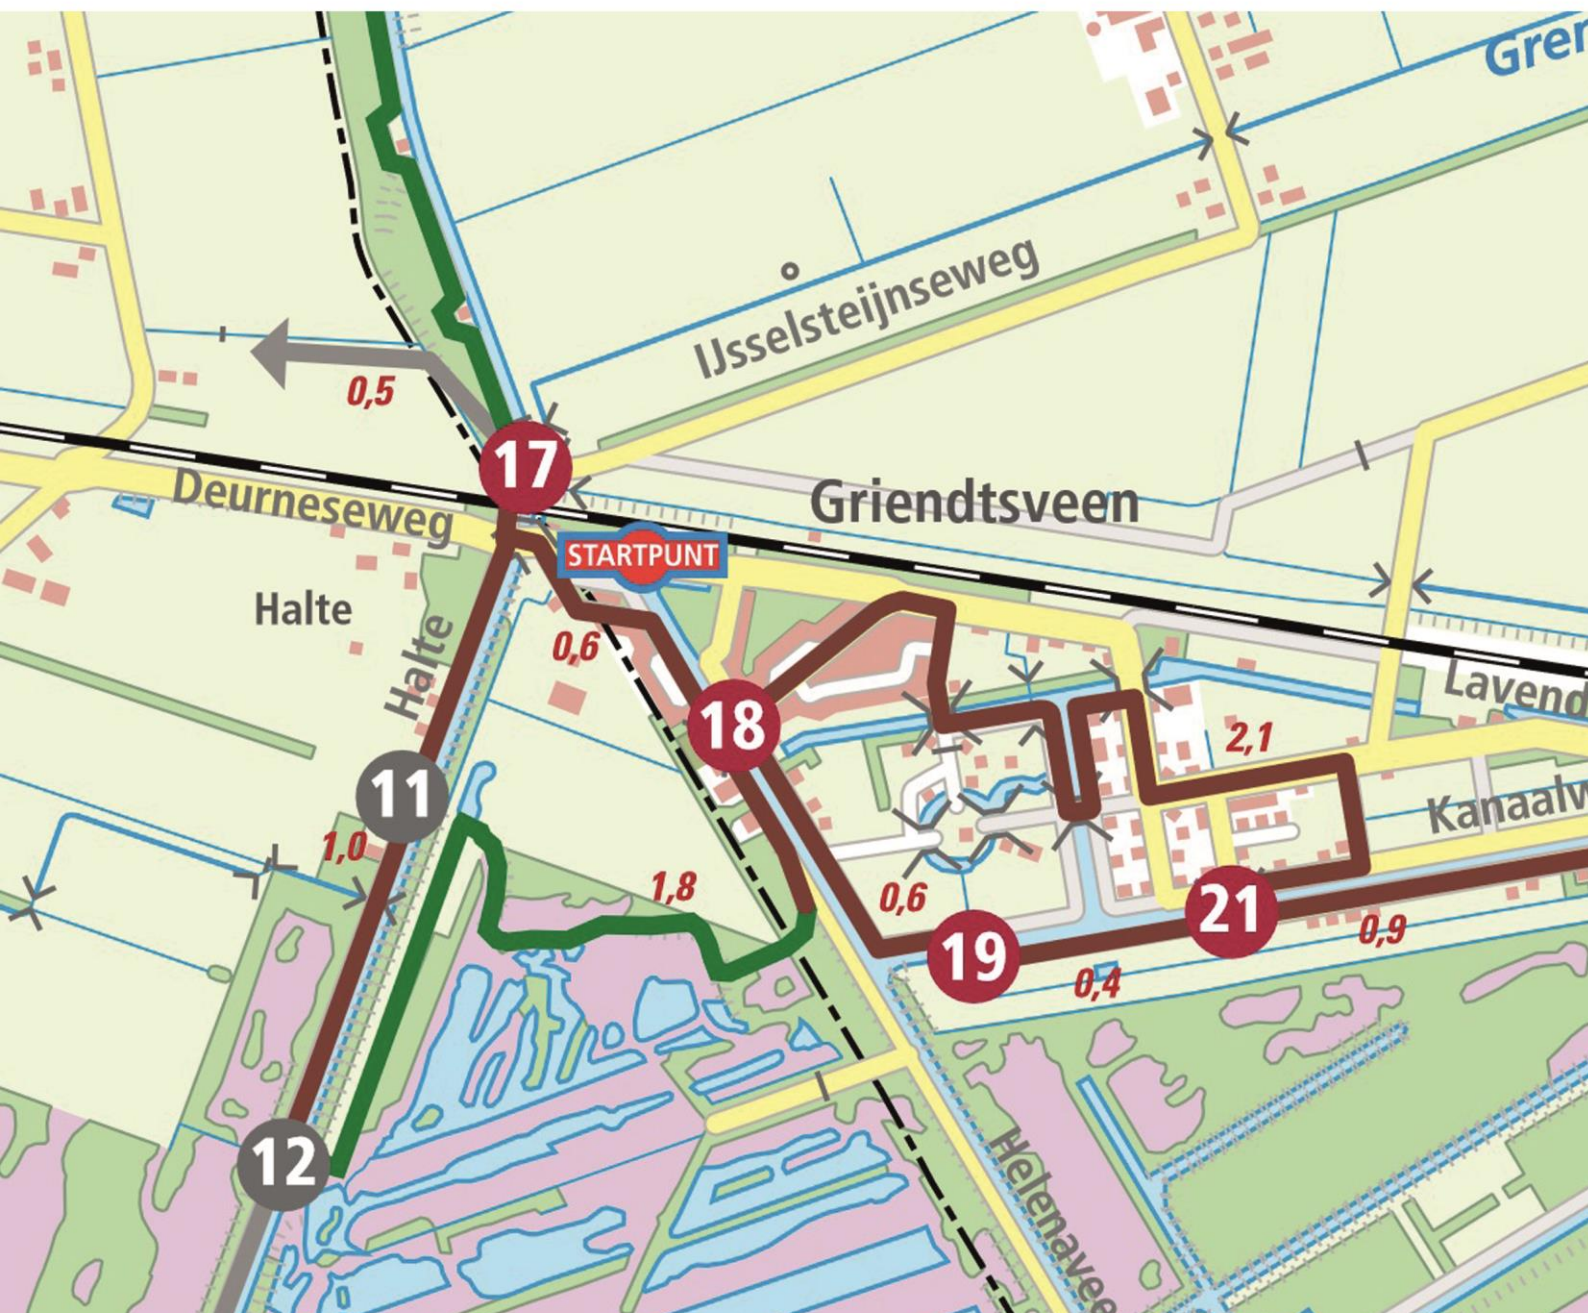 Gren
IJsselsteijnseweg
0,5
17
Deurneseweg
Griendtsveen
STARTPUNT
Halte
Halte
0,6
Lavend
18
2,1
11
Kanaalw
1,0
1,8
0,6
21
0,9
19
0,4
12
Helenavee